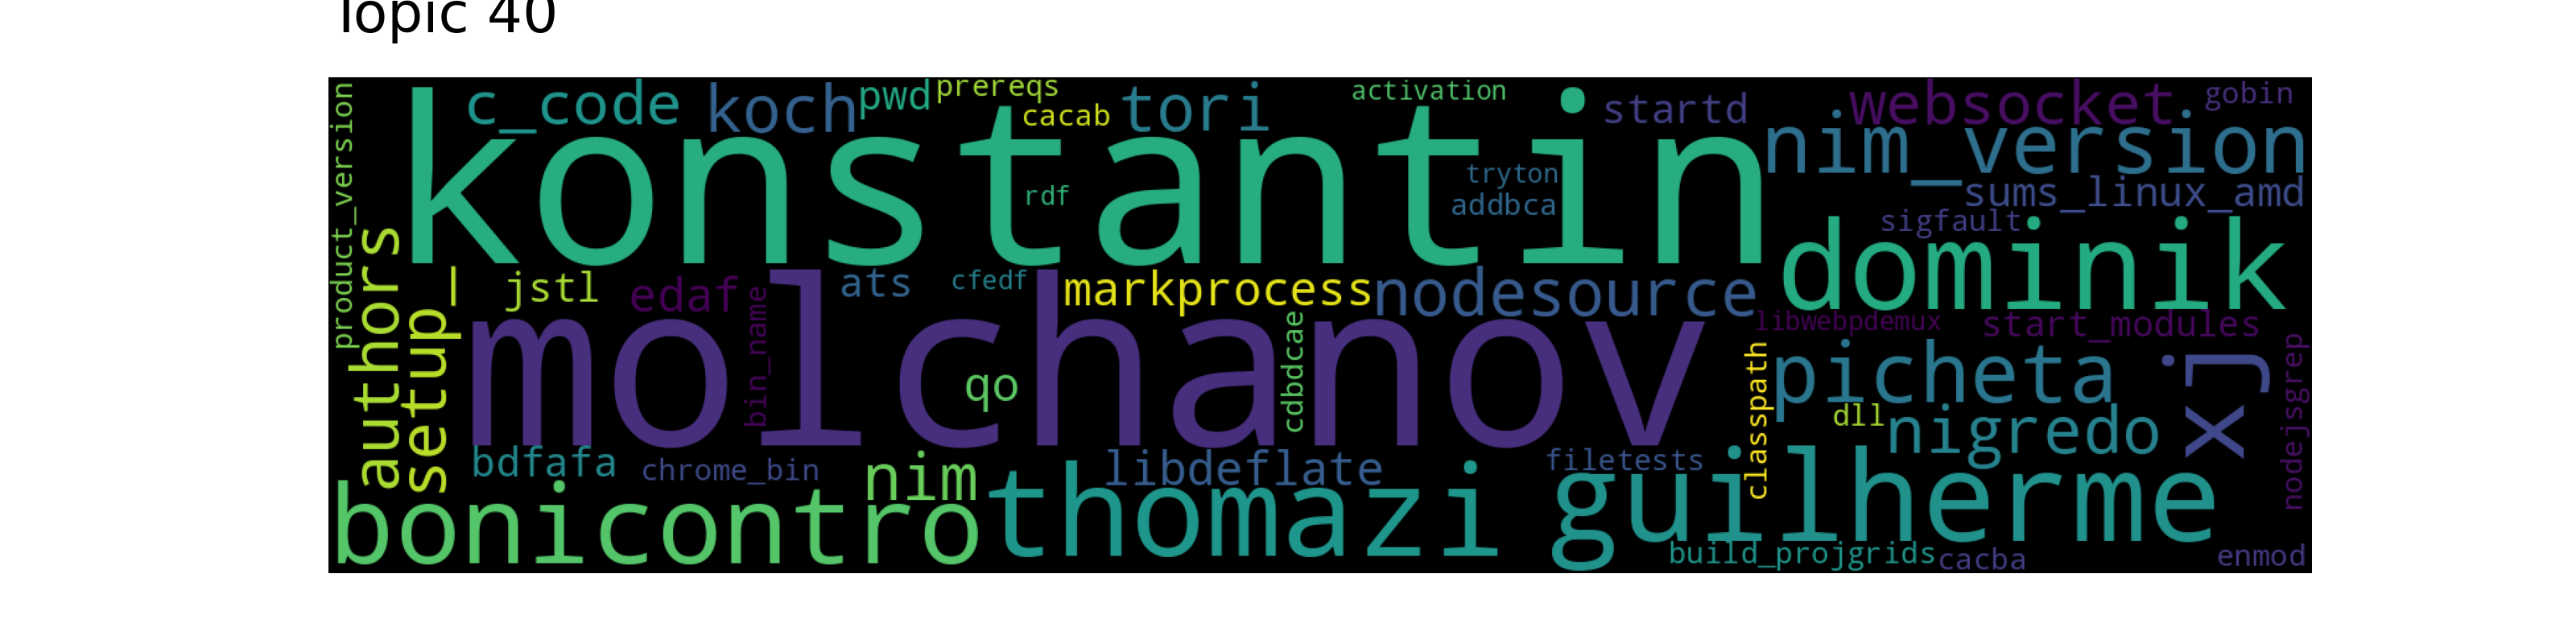 Topic 40
product_version
authors
setup_
c_code
koch
pwd
prereqs
cacab
tori
activation
startd
websocket
gobin
konstantin
rdf
tryton
addbca
nim_version
sums_linux_amd
sigfault
dominik
jstl
edaf
bin_name
ats
cfedf
markprocess
nodesource
libwebpdemux
start_modules
molchanov
qo
cdbdcae
classpath
picheta
xj
nodejsgrep
dll
nigredo
bdfafa
chrome_bin
nim
libdeflate
filetests
bonicontro
thomazi
guilherme
build_projgrids
cacba
enmod